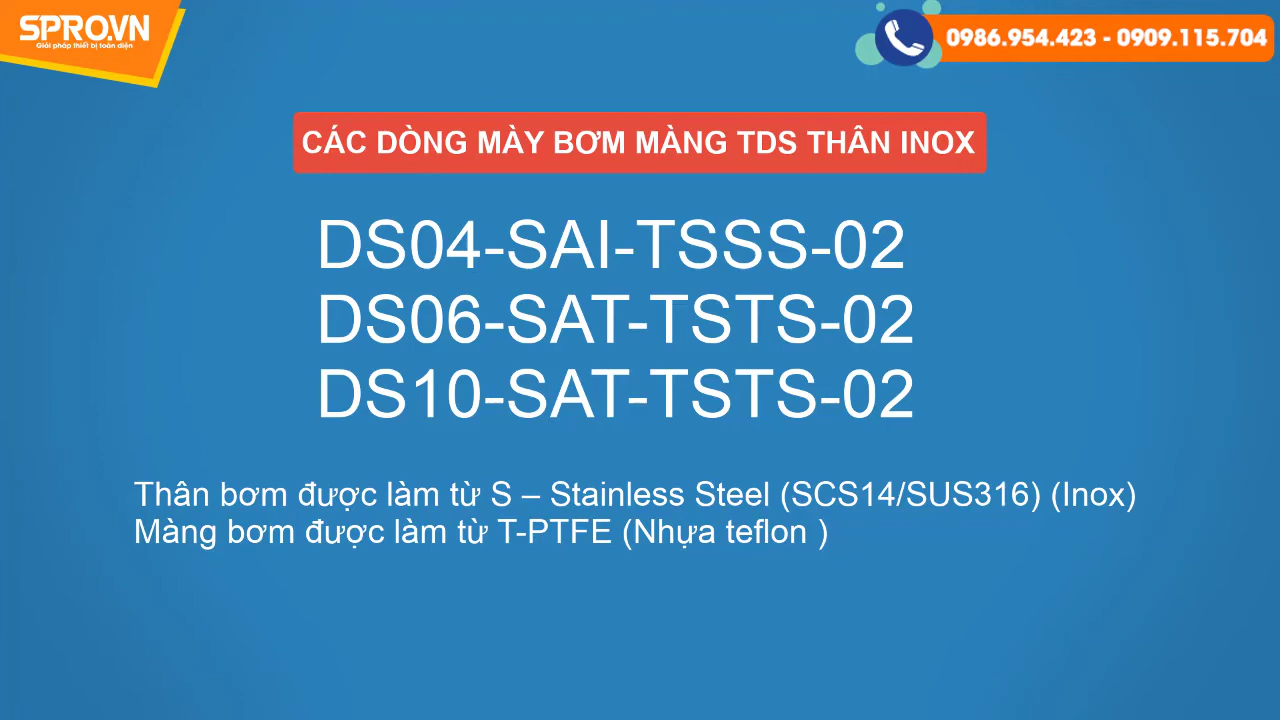 SPRO.VN
Giải pháp thiết bị toàn diện
0986.954.423 - 0909.115.704
CÁC DÒNG MÀY BƠM MÀNG TDS THÂN INOX
DS04-SAI-TSSS-02
DS06-SAT-TSTS-02
DS10-SAT-TSTS-02
Thân bơm được làm từ S – Stainless Steel (SCS14/SUS316) (Inox)
Màng bơm được làm từ T-PTFE (Nhựa teflon )